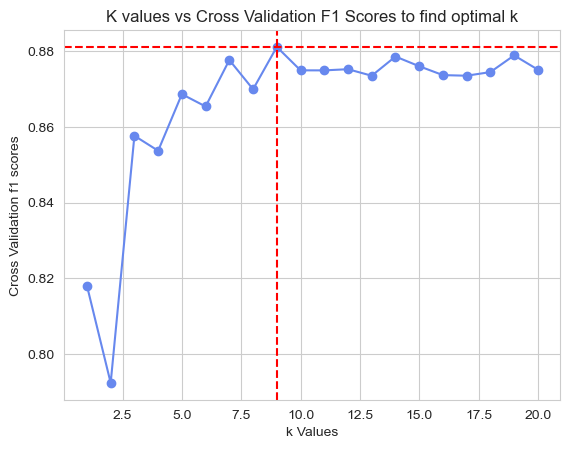 K values vs Cross Validation F1 Scores to find optimal k
Cross Validation f1 scores
0.88
0.86
0.84
0.82
0.80
2.5 5.0 7.5 10.0 12.5 15.0 17.5 20.0
k Values